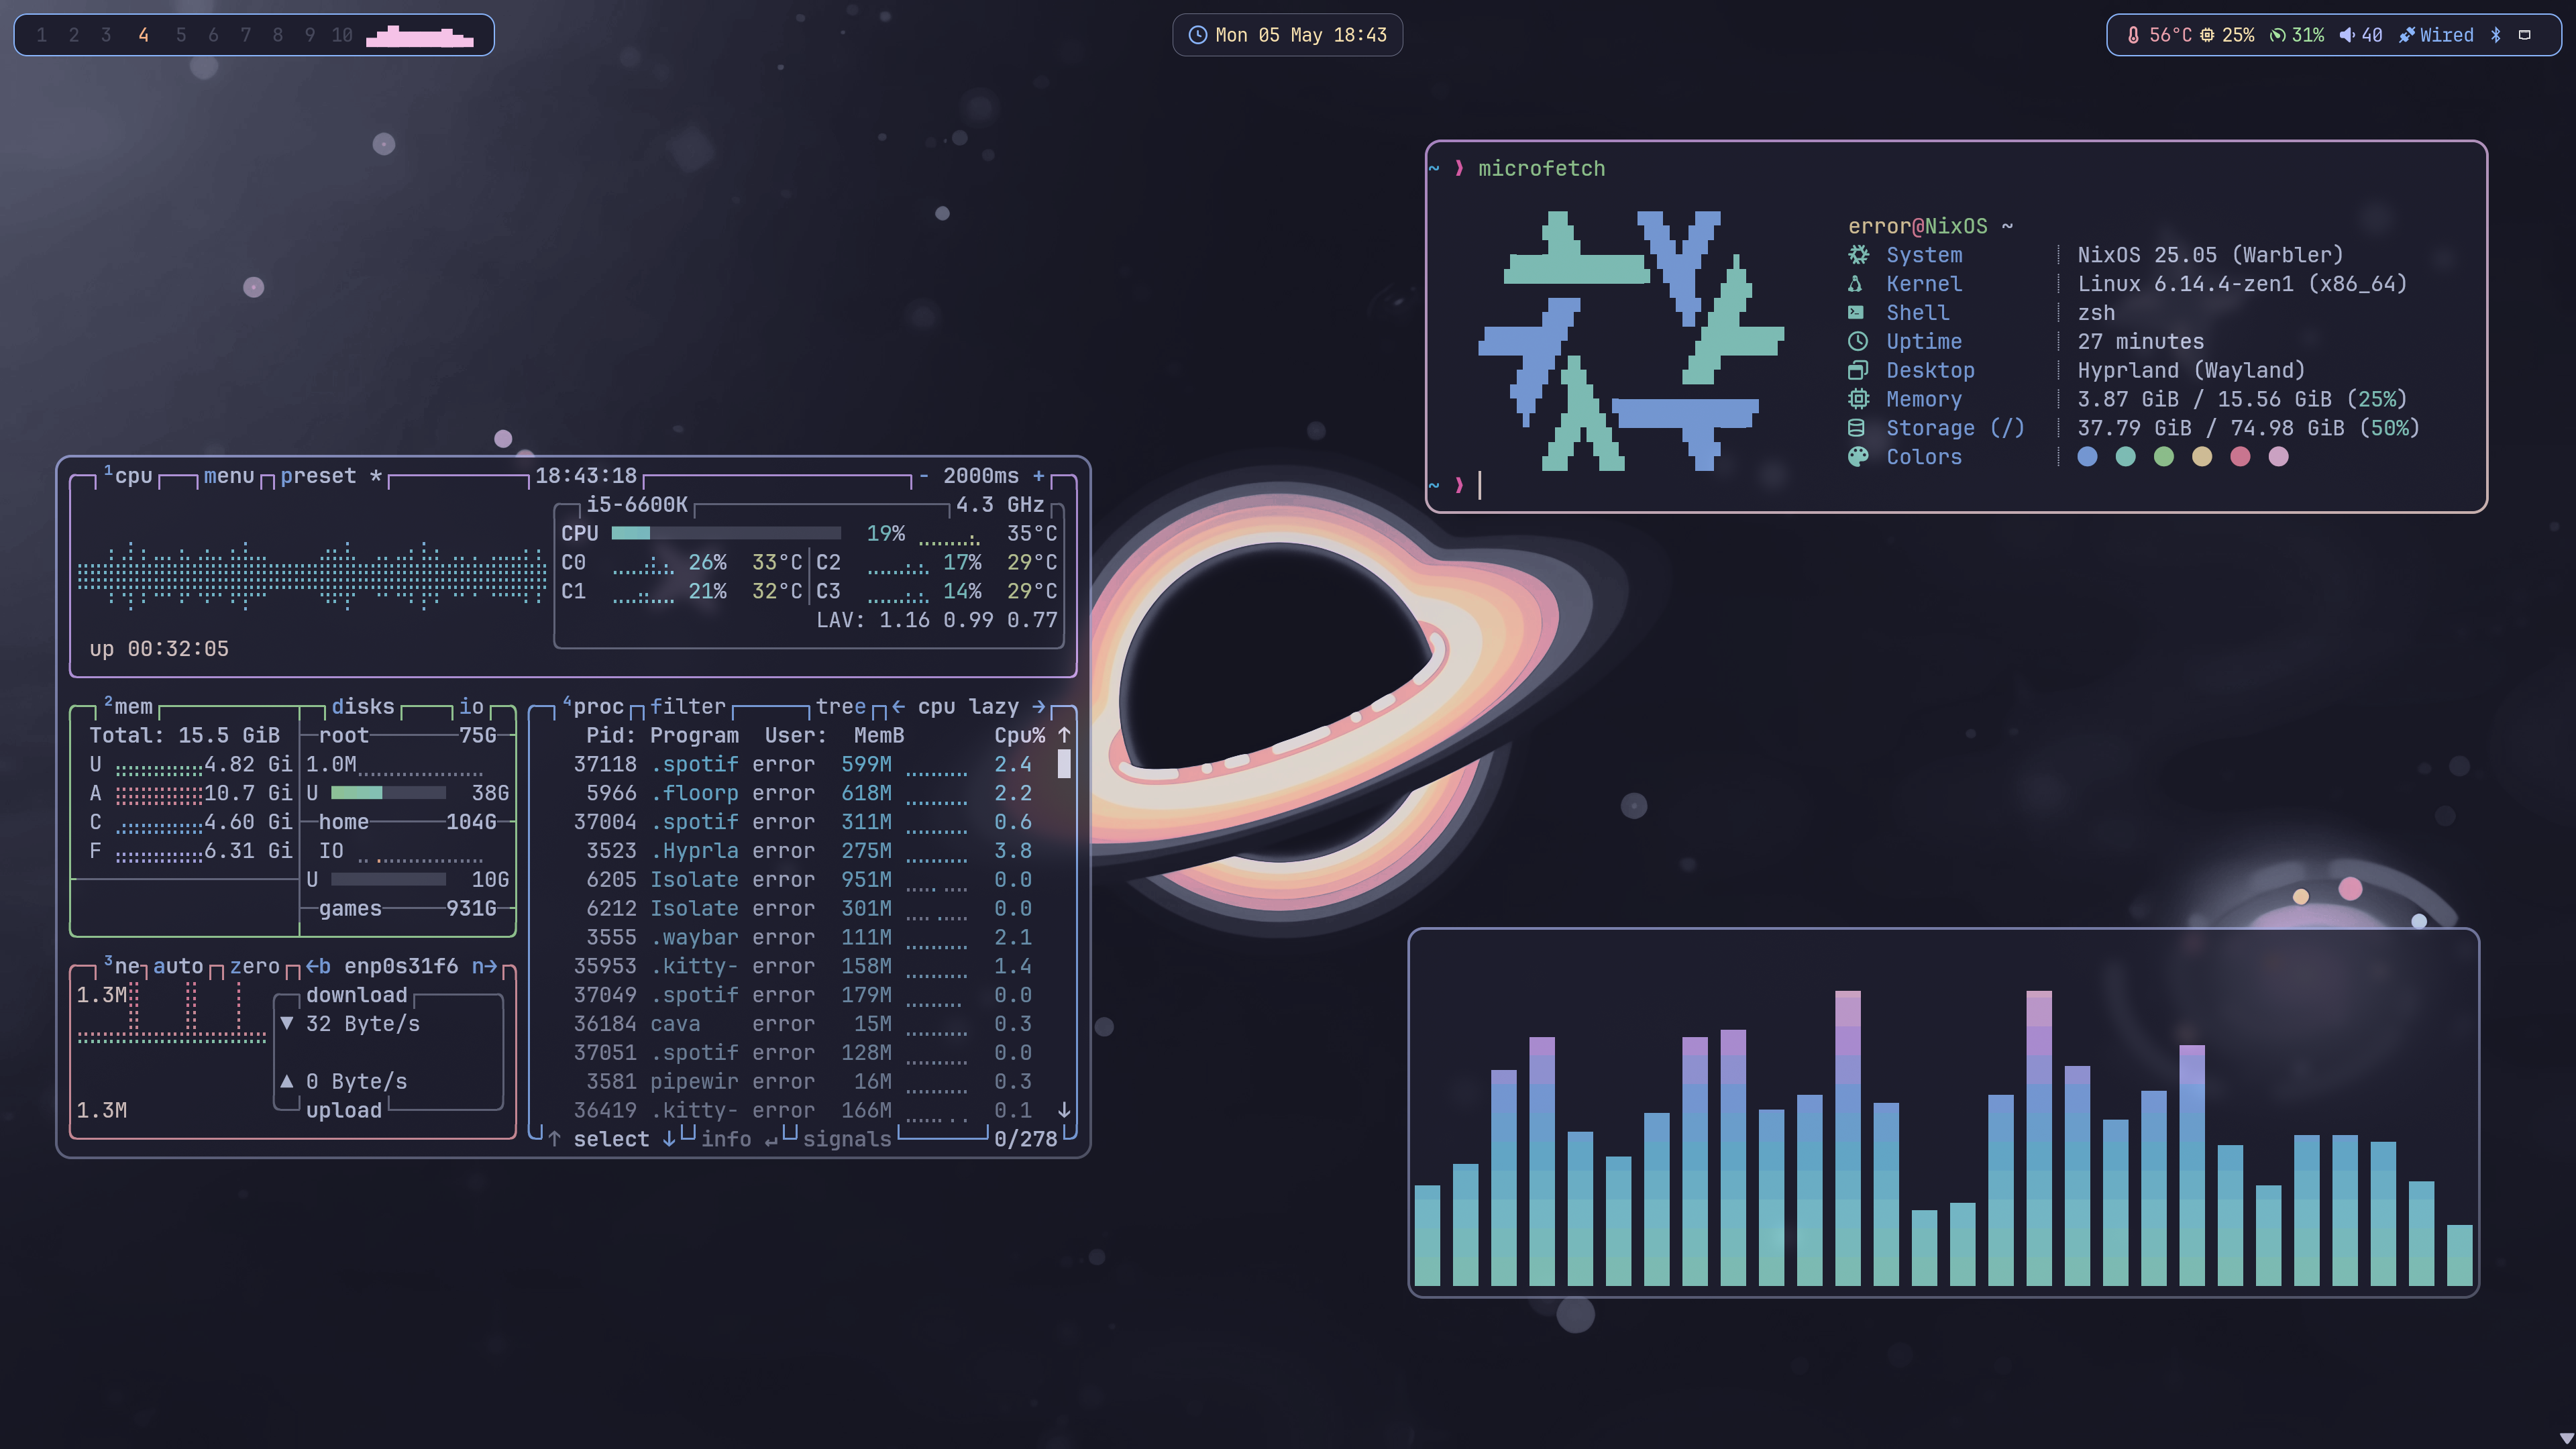 1 2 3 4 5 6 7 8 9 10
Mon 05 May 18:43
56°C 25% 31% 40 Wired
~ ❱ microfetch
error@NixOS ~
System NixOS 25.05 (Warbler)
Kernel Linux 6.14.4-zen1 (x86_64)
Shell zsh
Uptime 27 minutes
Desktop Hyprland (Wayland)
Memory 3.87 GiB / 15.56 GiB (25%)
Storage (/) 37.79 GiB / 74.98 GiB (50%)
Colors
~ ❱
¹cpu menu preset * 18:43:18 - 2000ms +
i5-6600K 4.3 GHz
CPU 19% 35°C
C0 26% 33°C C2 17% 29°C
C1 21% 32°C C3 14% 29°C
LAV: 1.16 0.99 0.77
up 00:32:05
²mem disks io
Total: 15.5 GiB root 75G
U 4.82 Gi 1.0M
A 10.7 Gi U 38G
C 4.60 Gi home 104G
F 6.31 Gi IO
U 10G
games 931G
³ne auto zero ←b enp0s31f6 n→
1.3M download
▼ 32 Byte/s
▲ 0 Byte/s
1.3M upload
⁴proc filter tree ← cpu lazy →
Pid: Program User: MemB Cpu% ↑
37118 .spotif error 599M 2.4
5966 .floorp error 618M 2.2
37004 .spotif error 311M 0.6
3523 .Hyprla error 275M 3.8
6205 Isolate error 951M 0.0
6212 Isolate error 301M 0.0
3555 .waybar error 111M 2.1
35953 .kitty- error 158M 1.4
37049 .spotif error 179M 0.0
36184 cava error 15M 0.3
37051 .spotif error 128M 0.0
3581 pipewir error 16M 0.3
36419 .kitty- error 166M 0.1 ↓
↑ select ↓ info ↵ signals 0/278